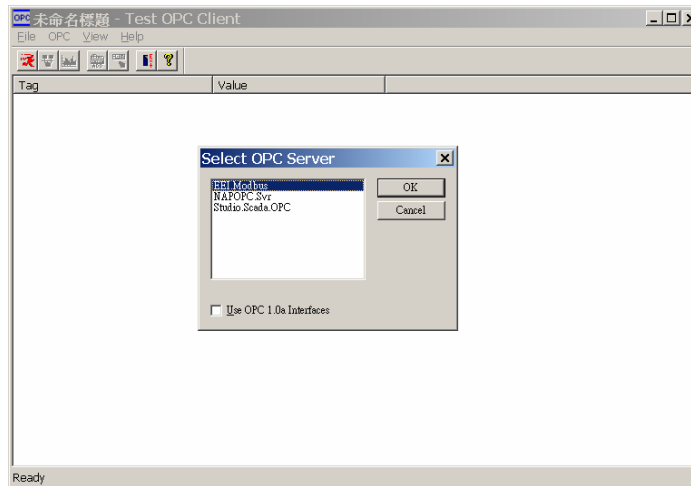 OPC 未命名標題 - Test OPC Client
File OPC View Help
Tag Value
Select OPC Server
EEI.Modbus
NAPOPC.Svr
Studio.Scada.OPC
OK
Cancel
Use OPC 1.0a Interfaces
Ready